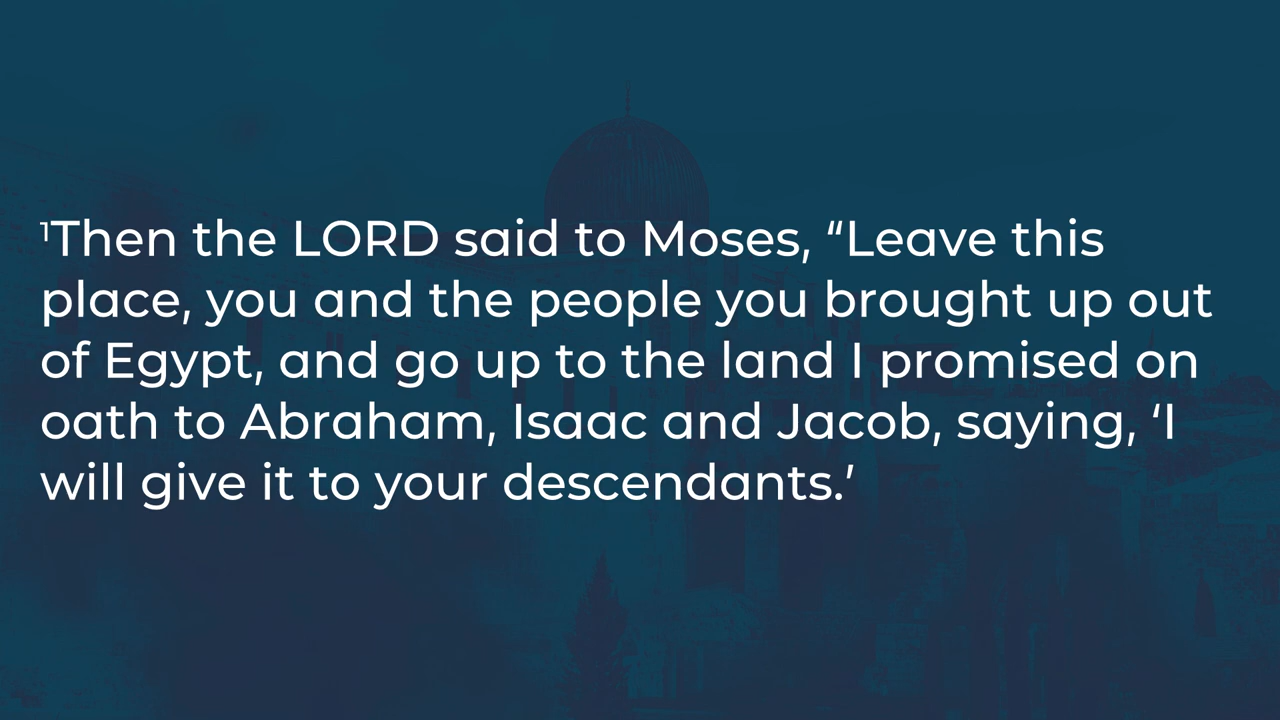 ¹Then the LORD said to Moses, “Leave this
place, you and the people you brought up out
of Egypt, and go up to the land I promised on
oath to Abraham, Isaac and Jacob, saying, ‘I
will give it to your descendants.’